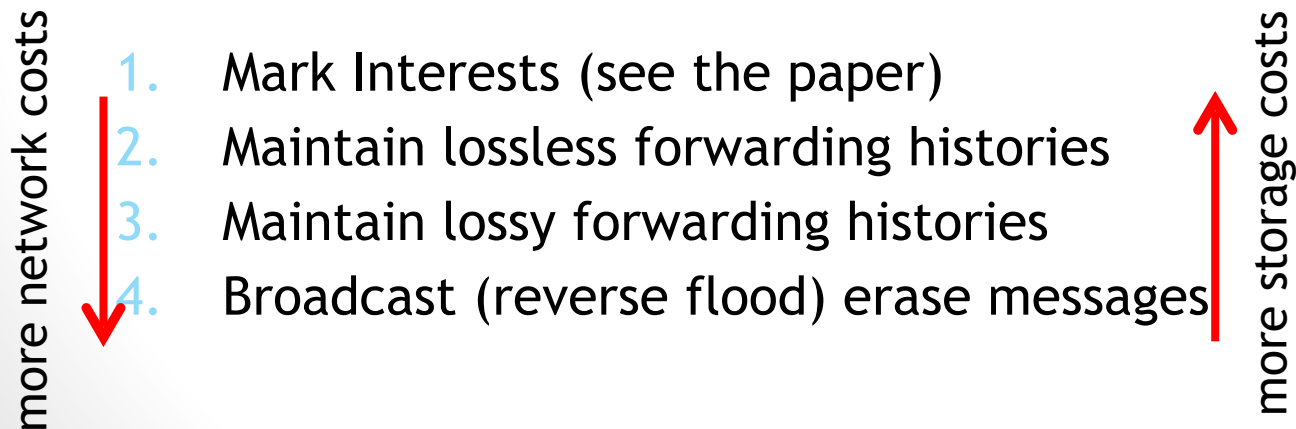 more network costs
1. Mark Interests (see the paper)
2. Maintain lossless forwarding histories
3. Maintain lossy forwarding histories
4. Broadcast (reverse flood) erase messages
more storage costs